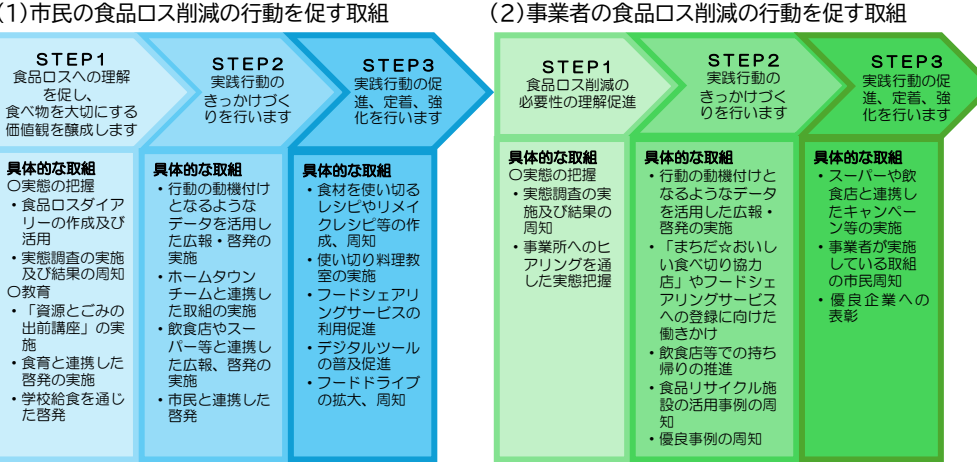 (1)市民の食品ロス削減の行動を促す取組
STEP1
食品ロスへの理解
を促し、
食べ物を大切にする
価値観を醸成します
STEP2
実践行動の
きっかけづく
りを行います
STEP3
実践行動の促
進、定着、強
化を行います
具体的な取組
○実態の把握
・食品ロスダイア
リーの作成及び
活用
・実態調査の実施
及び結果の周知
○教育
・「資源とごみの
出前講座」の実
施
・食育と連携した
啓発の実施
・学校給食を通じ
た啓発
具体的な取組
・行動の動機付け
となるような
データを活用し
た広報・啓発の
実施
・ホームタウン
チームと連携し
た取組の実施
・飲食店やスー
パー等と連携し
た広報、啓発の
実施
・市民と連携した
啓発
具体的な取組
・食材を使い切る
レシピやリメイ
クレシピ等の作
成、周知
・使い切り料理教
室の実施
・フードシェアリ
ングサービスの
利用促進
・デジタルツール
の普及促進
・フードドライブ
の拡大、周知
(2)事業者の食品ロス削減の行動を促す取組
STEP1
食品ロス削減の
必要性の理解促進
STEP2
実践行動の
きっかけづく
りを行います
STEP3
実践行動の促
進、定着、強
化を行います
具体的な取組
○実態の把握
・実態調査の実
施及び結果の
周知
・事業所へのヒ
アリングを通
した実態把握
具体的な取組
・行動の動機付けと
なるようなデータ
を活用した広報・
啓発の実施
・「まちだ☆おいし
い食べ切り協力
店」やフードシェ
アリングサービス
への登録に向けた
働きかけ
・飲食店等での持ち
帰りの推進
・食品リサイクル施
設の活用事例の周
知
・優良事例の周知
具体的な取組
・スーパーや飲
食店と連携し
たキャンペー
ン等の実施
・事業者が実施
している取組
の市民周知
・優良企業への
表彰